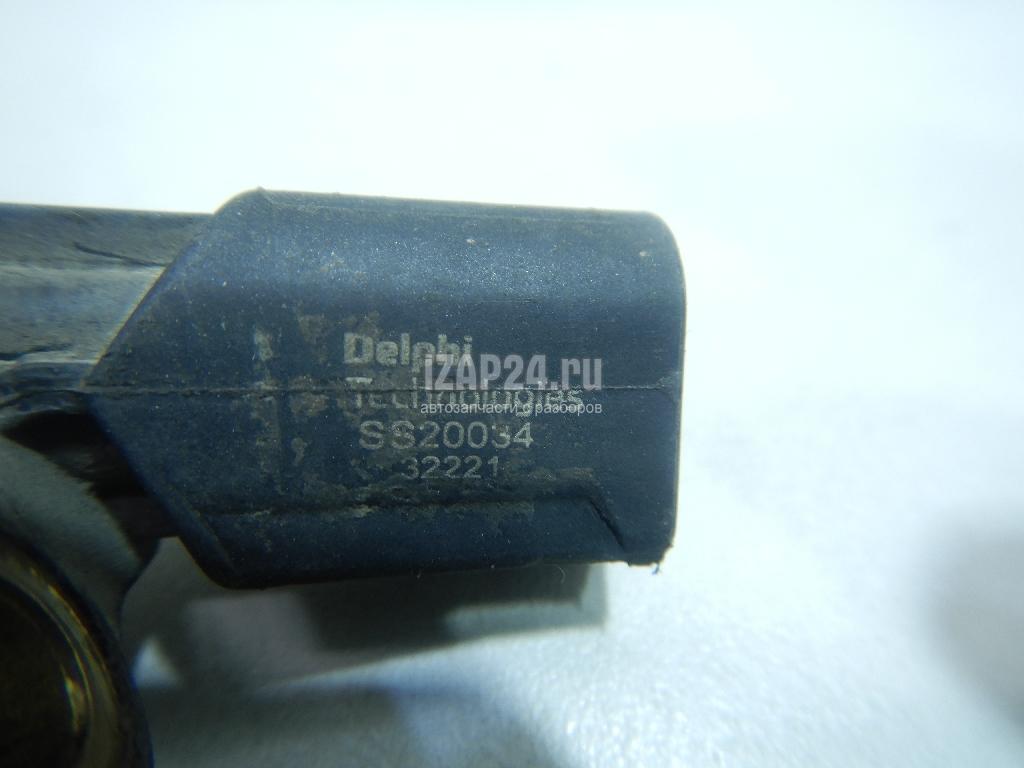 Delphi
Technologies
SS20034
32221
IZAP24.ru
автозапчасти с разборов